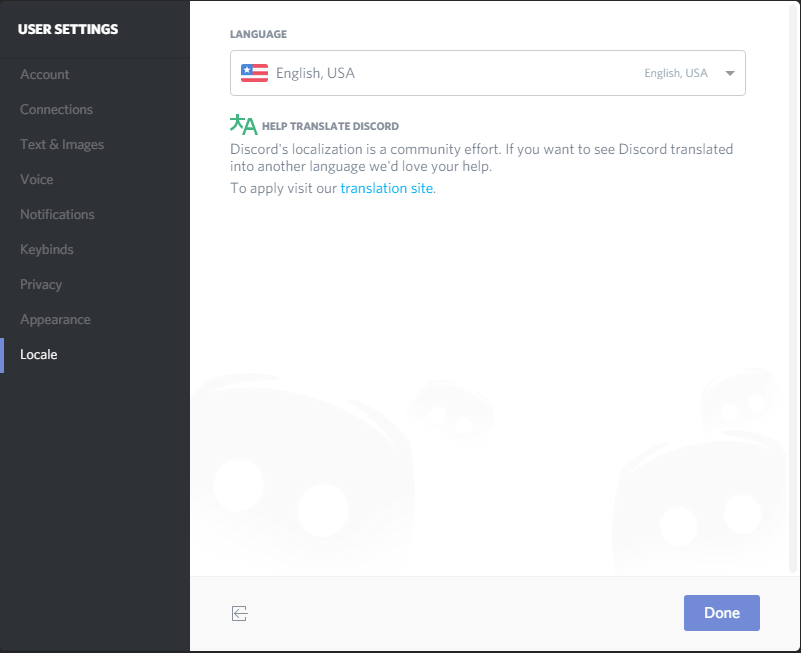 USER SETTINGS
Account
Connections
Text & Images
Voice
Notifications
Keybinds
Privacy
Appearance
Locale
LANGUAGE
English, USA English, USA
HELP TRANSLATE DISCORD
Discord's localization is a community effort. If you want to see Discord translated
into another language we'd love your help.
To apply visit our translation site.
Done